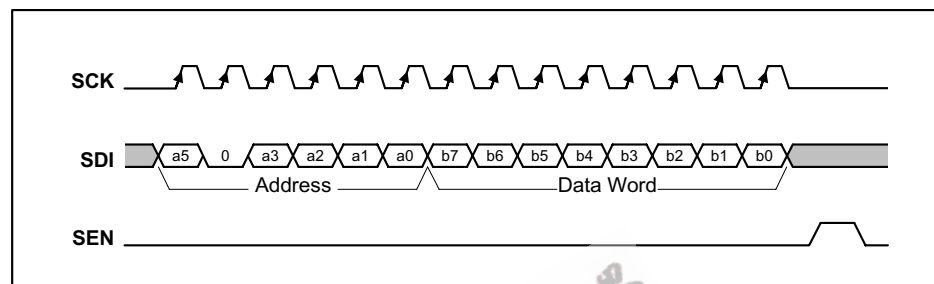 SCK
SDI a5 0 a3 a2 a1 a0 b7 b6 b5 b4 b3 b2 b1 b0
Address Data Word
SEN